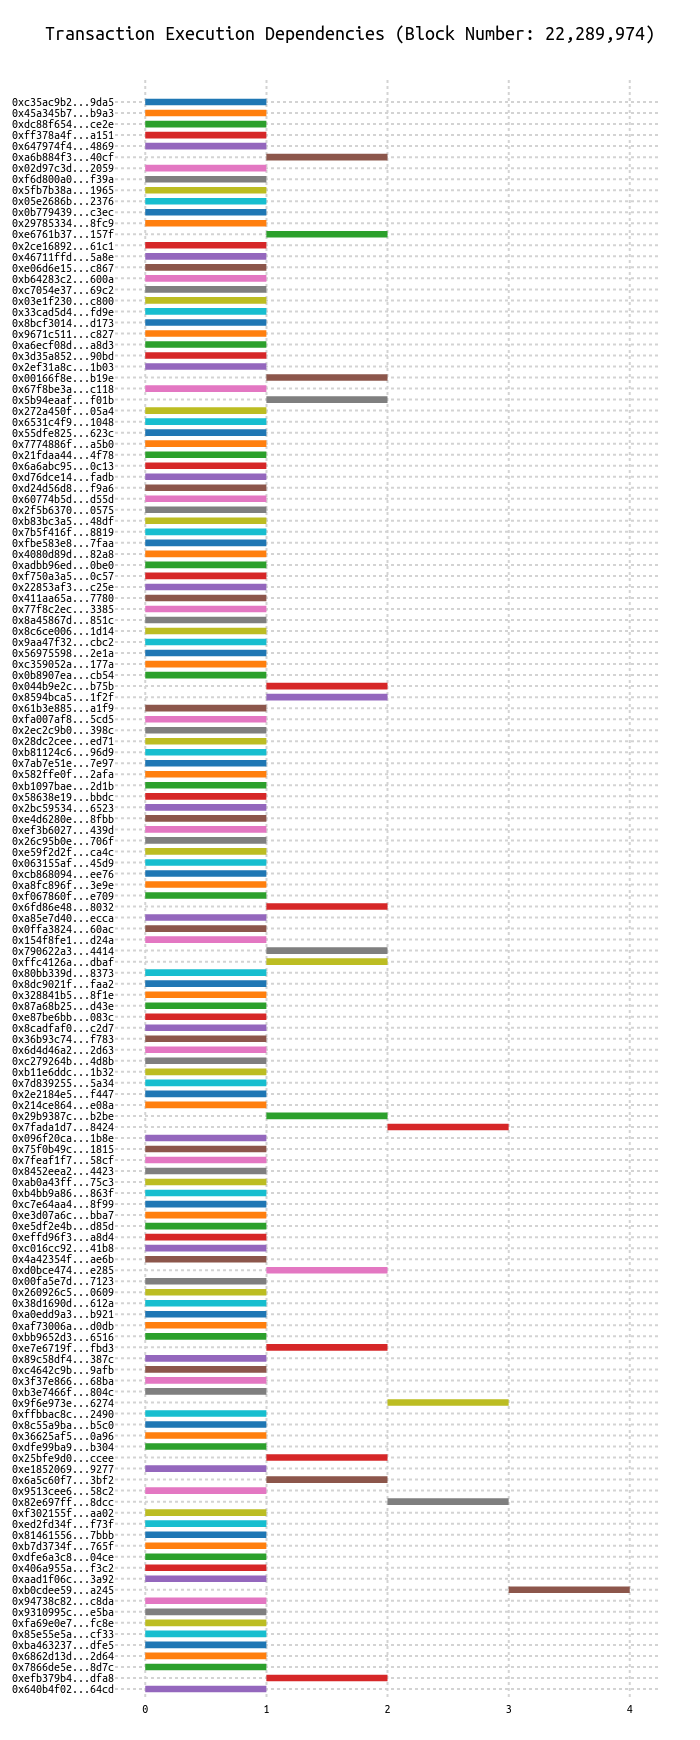 Transaction Execution Dependencies (Block Number: 22,289,974)
0xc35ac9b2...9da5
0x45a345b7...b9a3
0xdc88f654...ce2e
0xff378a4f...a151
0x647974f4...4869
0xa6b884f3...40cf
0x02d97c3d...2059
0xf6d800a0...f39a
0x5fb7b38a...1965
0x05e2686b...2376
0x0b779439...c3ec
0x29785334...8fc9
0xe6761b37...157f
0x2ce16892...61c1
0x46711ffd...5a8e
0xe06d6e15...c867
0xb64283c2...600a
0xc7054e37...69c2
0x03e1f230...c800
0x33cad5d4...fd9e
0x8bcf3014...d173
0x9671c511...c827
0xa6ecf08d...a8d3
0x3d35a852...90bd
0x2ef31a8c...1b03
0x00166f8e...b19e
0x67f8be3a...c118
0x5b94eaaf...f01b
0x272a450f...05a4
0x6531c4f9...1048
0x55dfe825...623c
0x7774886f...a5b0
0x21fdaa44...4f78
0x6a6abc95...0c13
0xd76dce14...fadb
0xd24d56d8...f9a6
0x60774b5d...d55d
0x2f5b6370...0575
0xb83bc3a5...48df
0x7b5f416f...8819
0xfbe583e8...7faa
0x4080d89d...82a8
0xadbb96ed...0be0
0xf750a3a5...0c57
0x22853af3...c25e
0x411aa65a...7780
0x77f8c2ec...3385
0x8a45867d...851c
0x8c6ce006...1d14
0x9aa47f32...cbc2
0x56975598...2e1a
0xc359052a...177a
0x0b8907ea...cb54
0x044b9e2c...b75b
0x8594bca5...1f2f
0x61b3e885...a1f9
0xfa007af8...5cd5
0x2ec2c9b0...398c
0x28dc2cee...ed71
0xb81124c6...96d9
0x7ab7e51e...7e97
0x582ffe0f...2afa
0xb1097bae...2d1b
0x58638e19...bbdc
0x2bc59534...6523
0xe4d6280e...8fbb
0xef3b6027...439d
0x26c95b0e...706f
0xe59f2d2f...ca4c
0x063155af...45d9
0xcb868094...ee76
0xa8fc896f...3e9e
0xf067860f...e709
0x6fd86e48...8032
0xa85e7d40...ecca
0x0ffa3824...60ac
0x154f8fe1...d24a
0x790622a3...4414
0xffc4126a...dbaf
0x80bb339d...8373
0x8dc9021f...faa2
0x328841b5...8f1e
0x87a68b25...d43e
0xe87be6bb...083c
0x8cadfaf0...c2d7
0x36b93c74...f783
0x6d4d46a2...2d63
0xc279264b...4d8b
0xb11e6ddc...1b32
0x7d839255...5a34
0x2e2184e5...f447
0x214ce864...e08a
0x29b9387c...b2be
0x7fada1d7...8424
0x096f20ca...1b8e
0x75f0b49c...1815
0x7feaf1f7...58cf
0x8452eea2...4423
0xab0a43ff...75c3
0xb4bb9a86...863f
0xc7e64aa4...8f99
0xe3d07a6c...bba7
0xe5df2e4b...d85d
0xeffd96f3...a8d4
0xc016cc92...41b8
0x4a42354f...ae6b
0xd0bce474...e285
0x00fa5e7d...7123
0x260926c5...0609
0x38d1690d...612a
0xa0edd9a3...b921
0xaf73006a...d0db
0xbb9652d3...6516
0xe7e6719f...fbd3
0x89c58df4...387c
0xc4642c9b...9afb
0x3f37e866...68ba
0xb3e7466f...804c
0x9f6e973e...6274
0xffbbac8c...2490
0x8c55a9ba...b5c0
0x36625af5...0a96
0xdfe99ba9...b304
0x25bfe9d0...ccee
0xe1852069...9277
0x6a5c60f7...3bf2
0x9513cee6...58c2
0x82e697ff...8dcc
0xf302155f...aa02
0xed2fd34f...f73f
0x81461556...7bbb
0xb7d3734f...765f
0xdfe6a3c8...04ce
0x406a955a...f3c2
0xaad1f06c...3a92
0xb0cdee59...a245
0x94738c82...c8da
0x9310995c...e5ba
0xfa69e0e7...fc8e
0x85e55e5a...cf33
0xba463237...dfe5
0x6862d13d...2d64
0x7866de5e...8d7c
0xefb379b4...dfa8
0x640b4f02...64cd
0 1 2 3 4